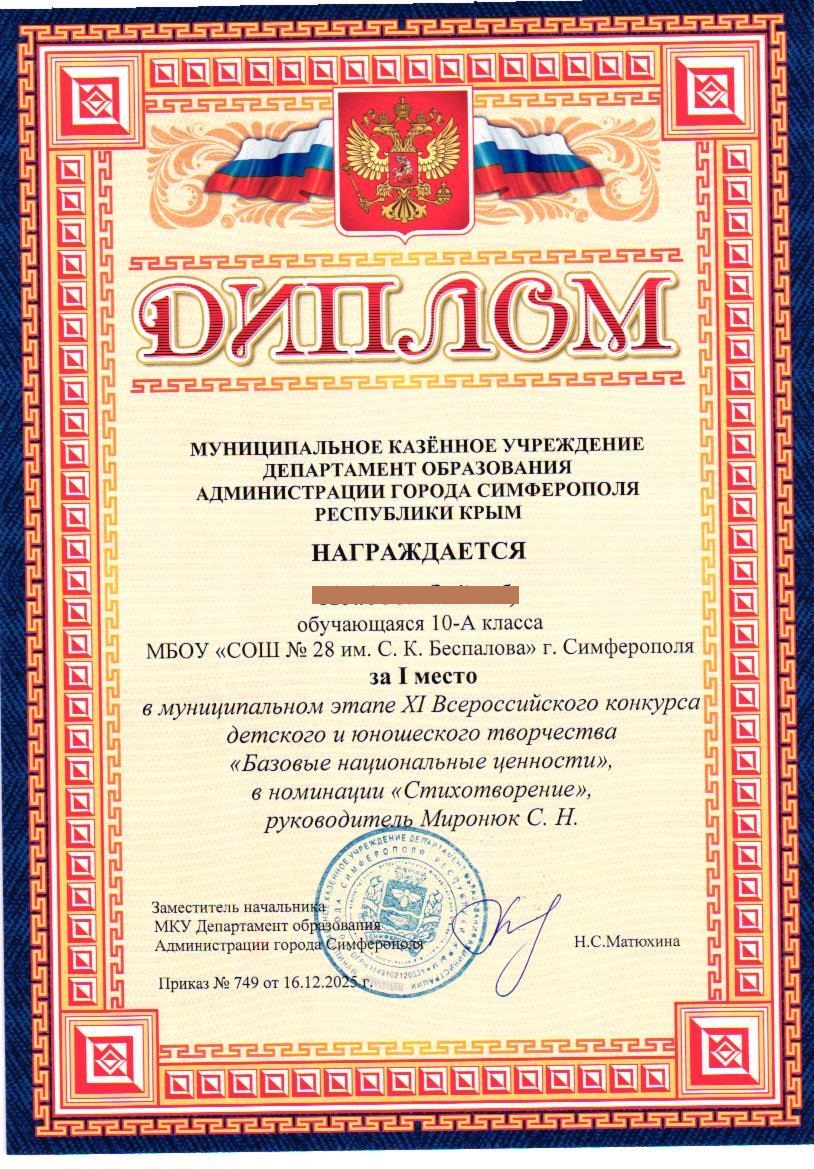 ДИПЛОМ
МУНИЦИПАЛЬНОЕ КАЗЁННОЕ УЧРЕЖДЕНИЕ
ДЕПАРТАМЕНТ ОБРАЗОВАНИЯ
АДМИНИСТРАЦИИ ГОРОДА СИМФЕРОПОЛЯ
РЕСПУБЛИКИ КРЫМ
НАГРАЖДАЕТСЯ
обучающаяся 10-А класса
МБОУ «СОШ № 28 им. С. К. Беспалова» г. Симферополя
за I место
в муниципальном этапе XI Всероссийского конкурса
детского и юношеского творчества
«Базовые национальные ценности»,
в номинации «Стихотворение»,
руководитель Миронюк С. Н.
Заместитель начальника
МКУ Департамент образования
Администрации города Симферополя
Н.С.Матюхина
Приказ № 749 от 16.12.2025 г.